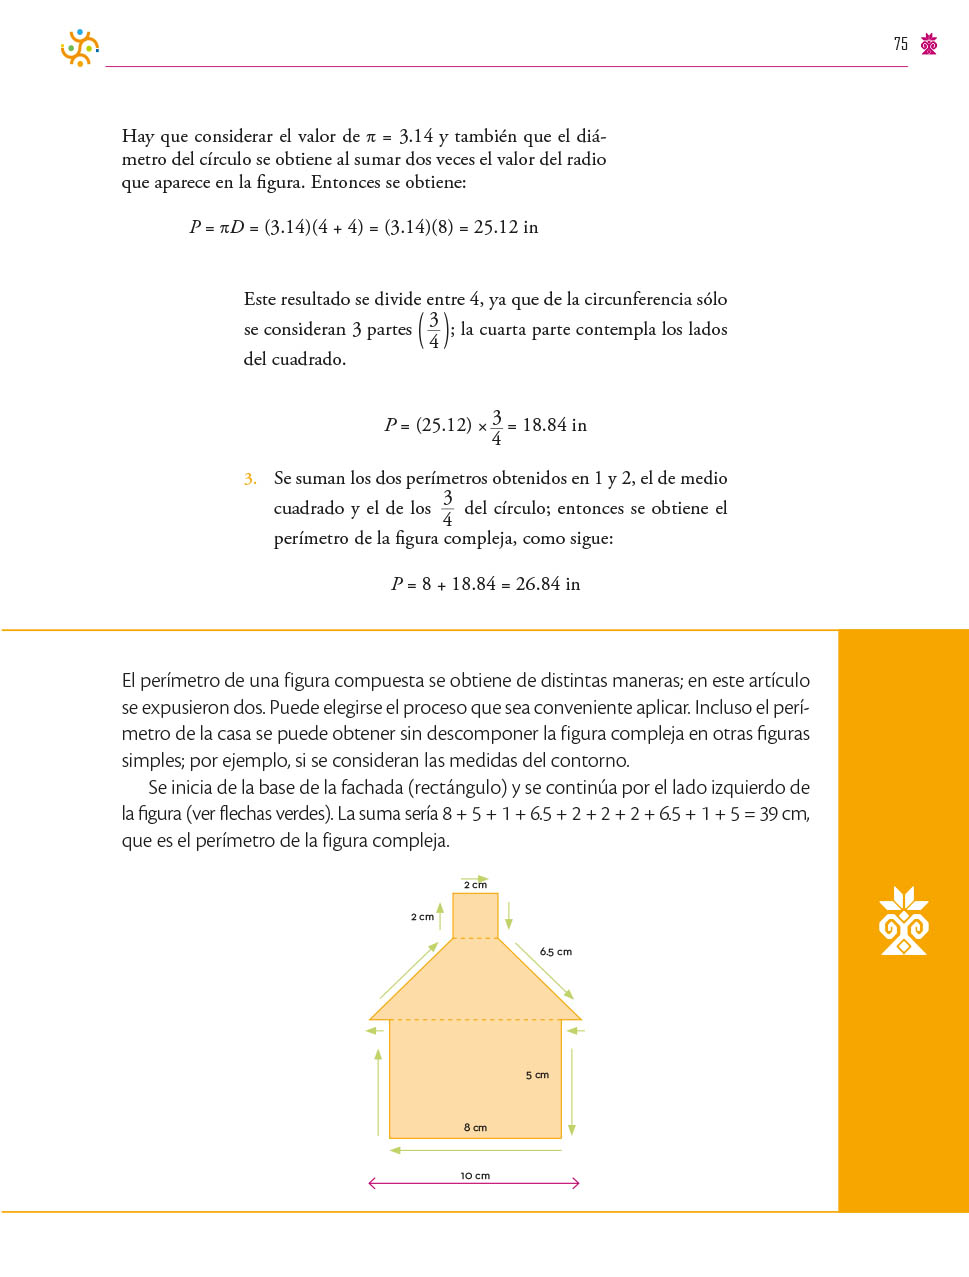 75
Hay que considerar el valor de π = 3.14 y también que el diá-
metro del círculo se obtiene al sumar dos veces el valor del radio
que aparece en la figura. Entonces se obtiene:
P = πD = (3.14)(4 + 4) = (3.14)(8) = 25.12 in
Este resultado se divide entre 4, ya que de la circunferencia sólo
se consideran 3 partes (3/4); la cuarta parte contempla los lados
del cuadrado.
P = (25.12) × 3/4 = 18.84 in
3. Se suman los dos perímetros obtenidos en 1 y 2, el de medio
cuadrado y el de los 3/4 del círculo; entonces se obtiene el
perímetro de la figura compleja, como sigue:
P = 8 + 18.84 = 26.84 in
El perímetro de una figura compuesta se obtiene de distintas maneras; en este artículo
se expusieron dos. Puede elegirse el proceso que sea conveniente aplicar. Incluso el perí-
metro de la casa se puede obtener sin descomponer la figura compleja en otras figuras
simples; por ejemplo, si se consideran las medidas del contorno.
Se inicia de la base de la fachada (rectángulo) y se continúa por el lado izquierdo de
la figura (ver flechas verdes). La suma sería 8 + 5 + 1 + 6.5 + 2 + 2 + 2 + 6.5 + 1 + 5 = 39 cm,
que es el perímetro de la figura compleja.
2 cm
2 cm
6.5 cm
5 cm
8 cm
10 cm